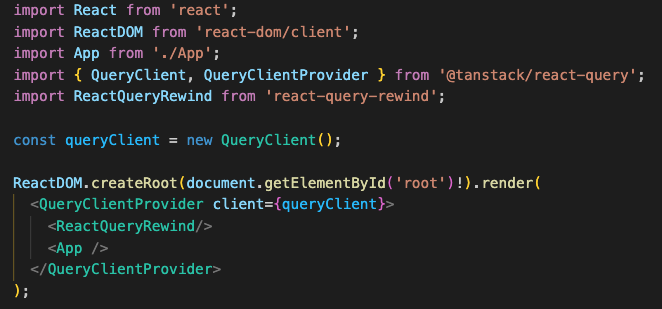 import React from 'react';
import ReactDOM from 'react-dom/client';
import App from './App';
import { QueryClient, QueryClientProvider } from '@tanstack/react-query';
import ReactQueryRewind from 'react-query-rewind';

const queryClient = new QueryClient();

ReactDOM.createRoot(document.getElementById('root')!).render(
  <QueryClientProvider client={queryClient}>
    <ReactQueryRewind/>
    <App />
  </QueryClientProvider>
);